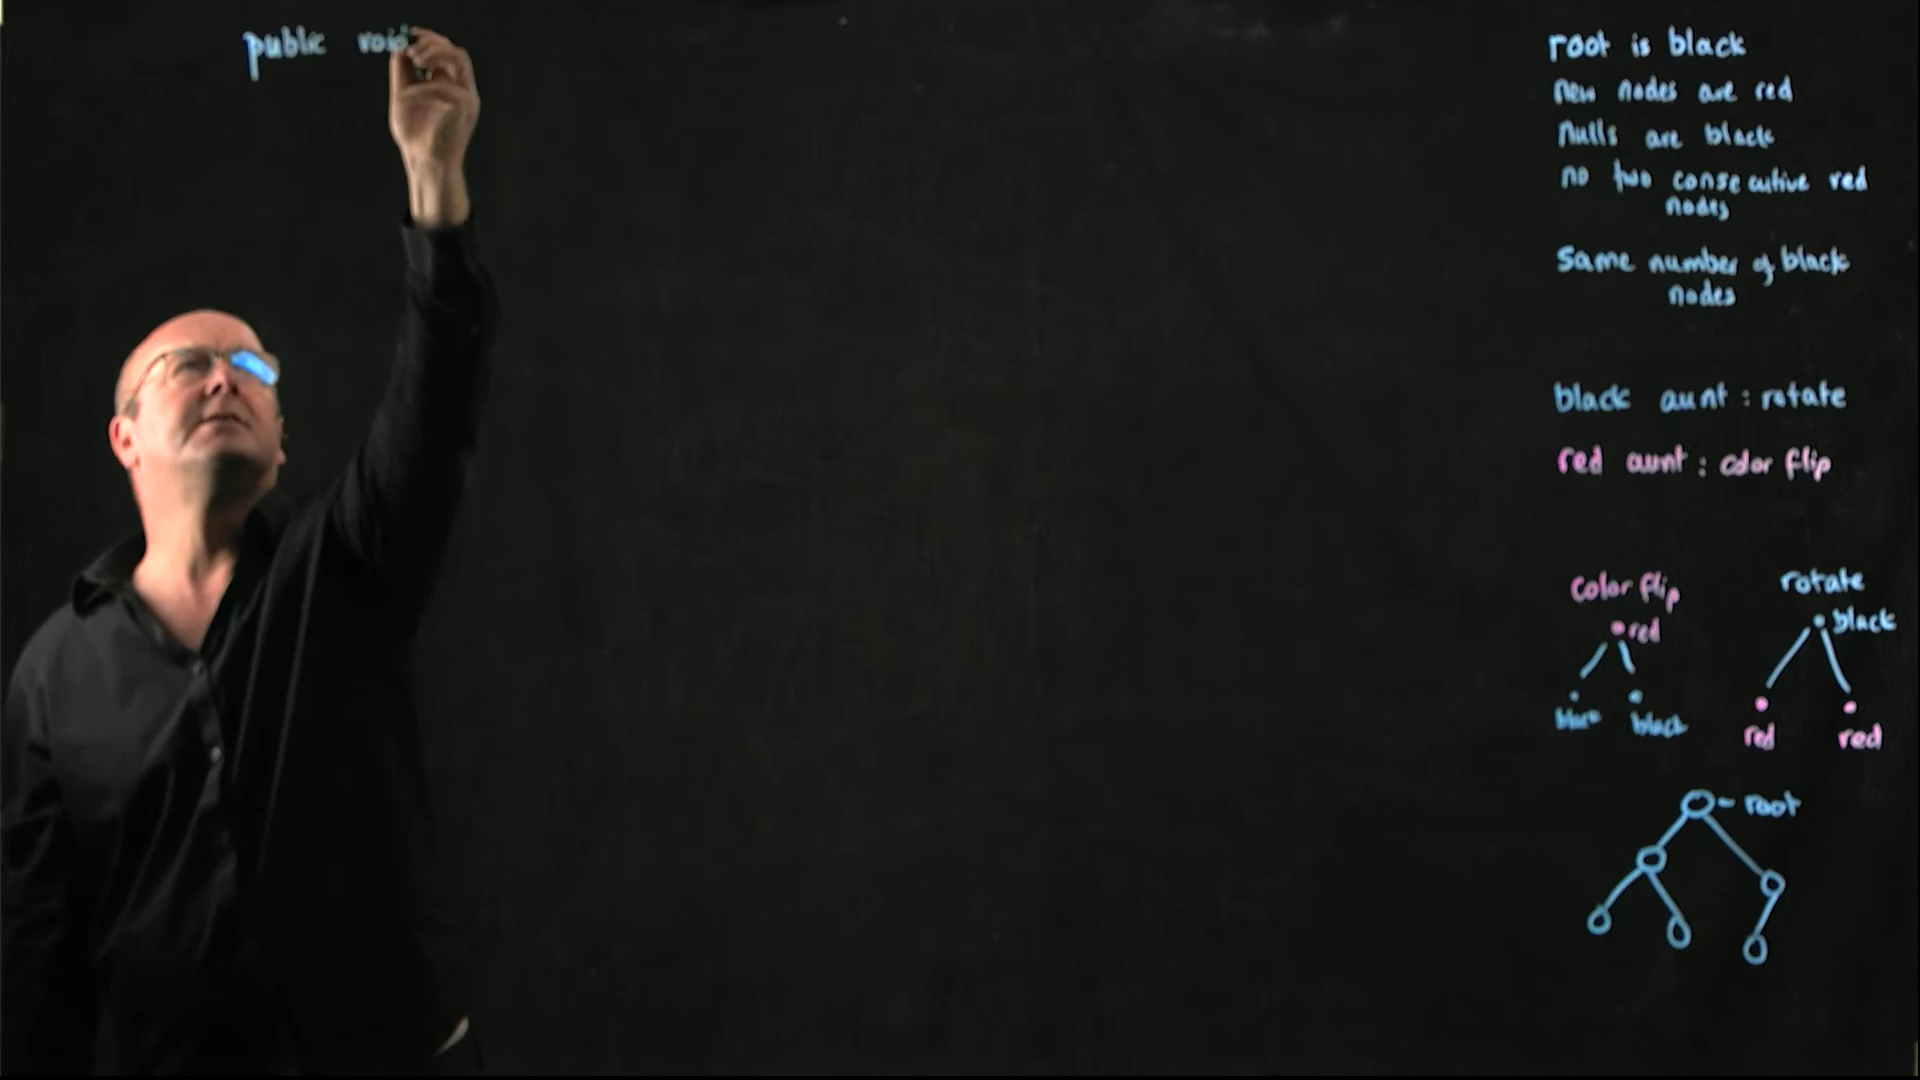 public void
root is black
new nodes are red
nulls are black
no two consecutive red
nodes
same number of black
nodes
black aunt : rotate
red aunt : color flip
color flip
red
black black
rotate
black
red red
root